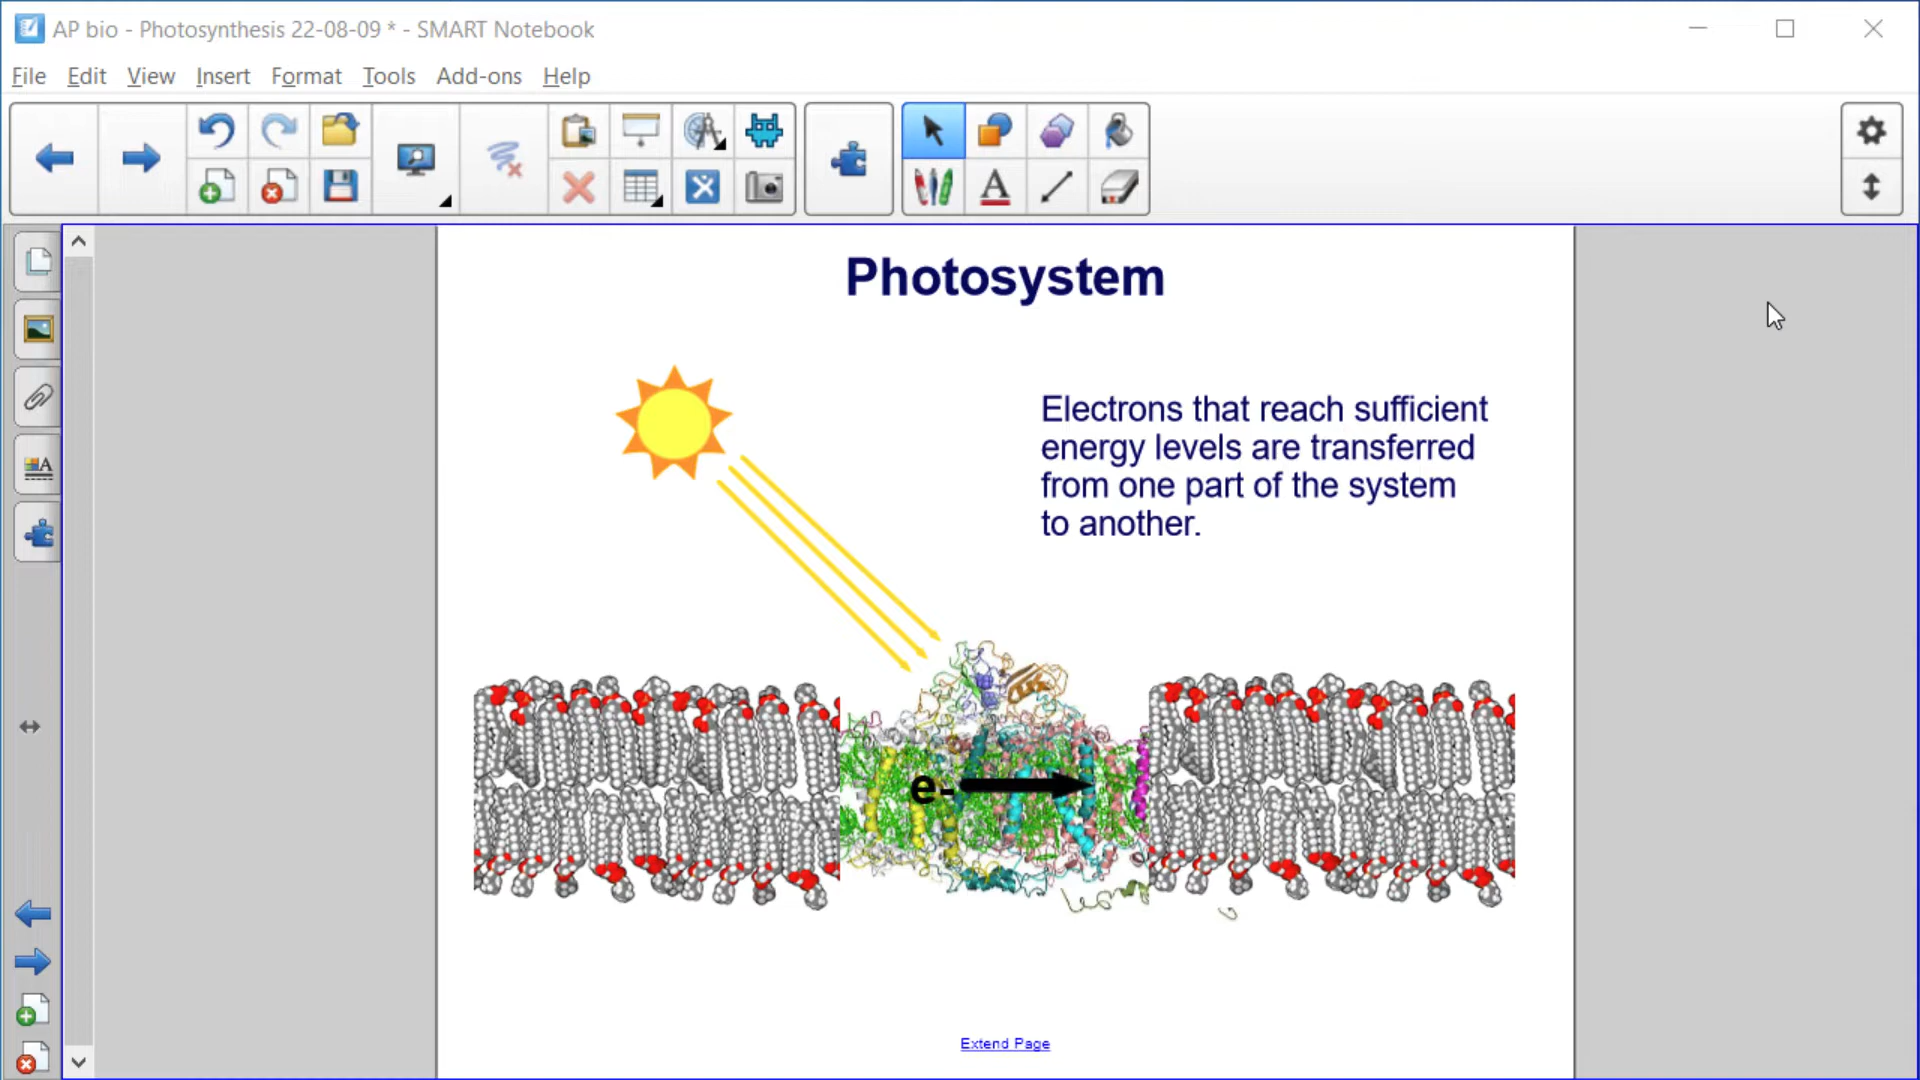 AP bio - Photosynthesis 22-08-09 * - SMART Notebook
File Edit View Insert Format Tools Add-ons Help
Photosystem
Electrons that reach sufficient
energy levels are transferred
from one part of the system
to another.
e-
Extend Page